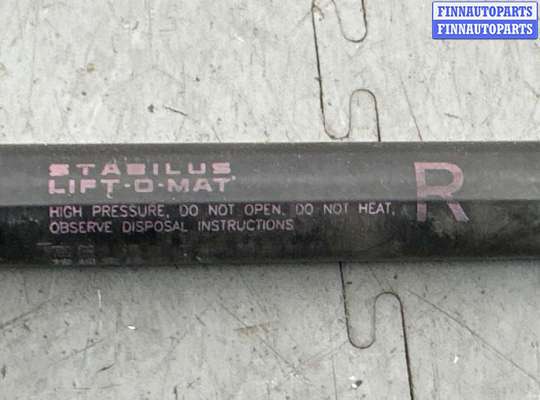 FINNAUTOPARTS
FINNAUTOPARTS
STABILUS
LIFT-O-MAT
R
HIGH PRESSURE, DO NOT OPEN, DO NOT HEAT,
OBSERVE DISPOSAL INSTRUCTIONS